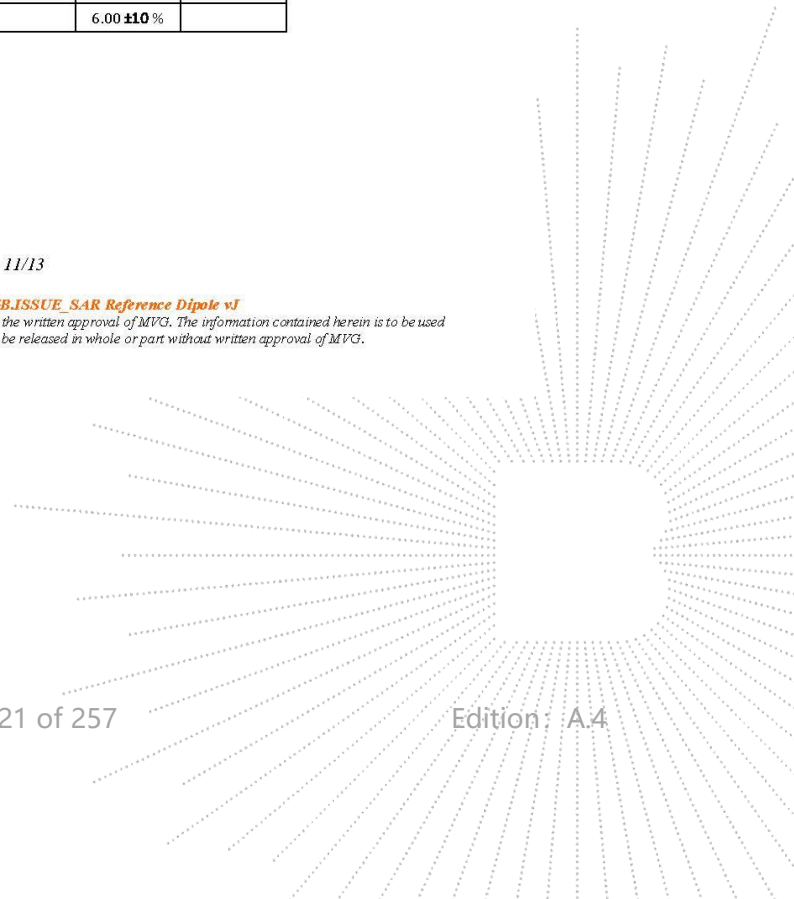 6.00 ±10 %
11/13
B.ISSUE_SAR Reference Dipole vJ
the written approval of MVG. The information contained herein is to be used
be released in whole or part without written approval of MVG.
21 of 257
Edition: A.4